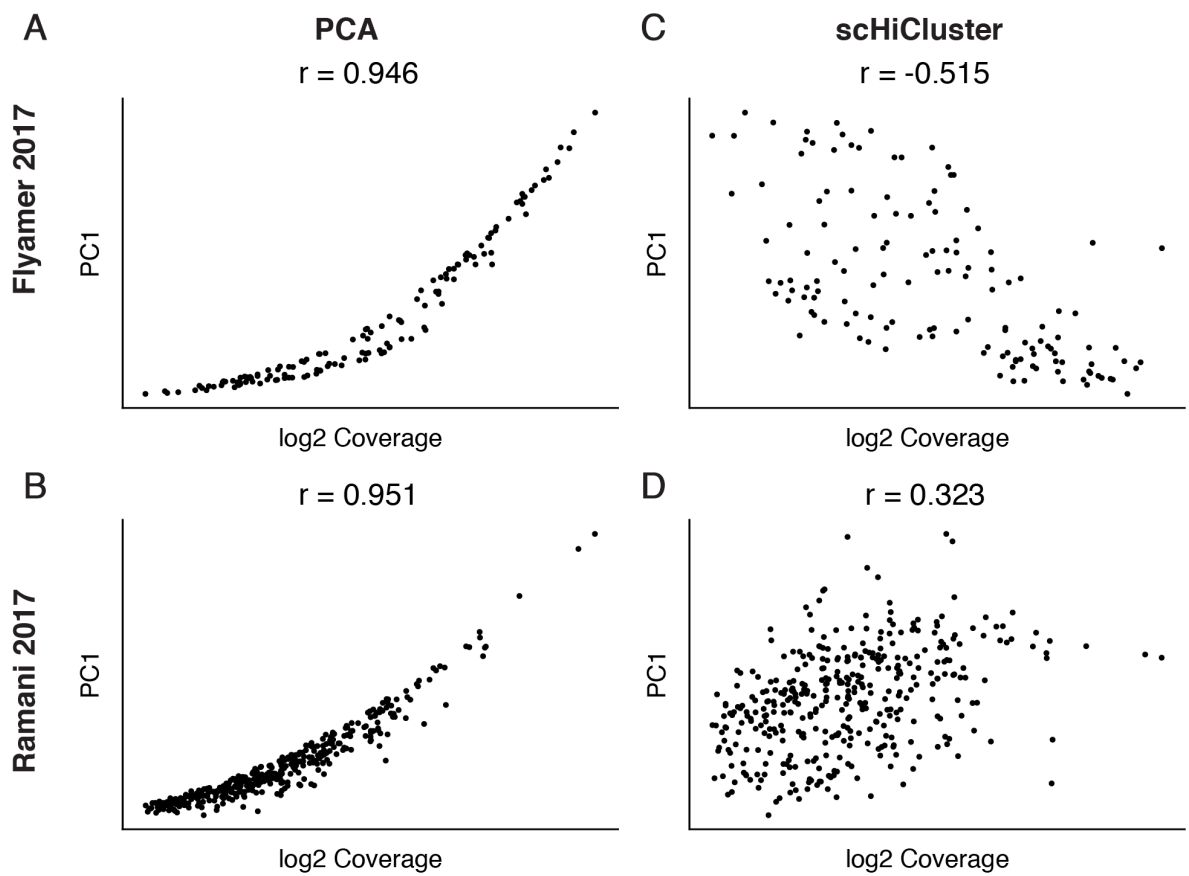 A
PCA
r = 0.946
Flyamer 2017
PC1
log2 Coverage
C
scHiCluster
r = -0.515
PC1
log2 Coverage
B
r = 0.951
Ramani 2017
PC1
log2 Coverage
D
r = 0.323
PC1
log2 Coverage